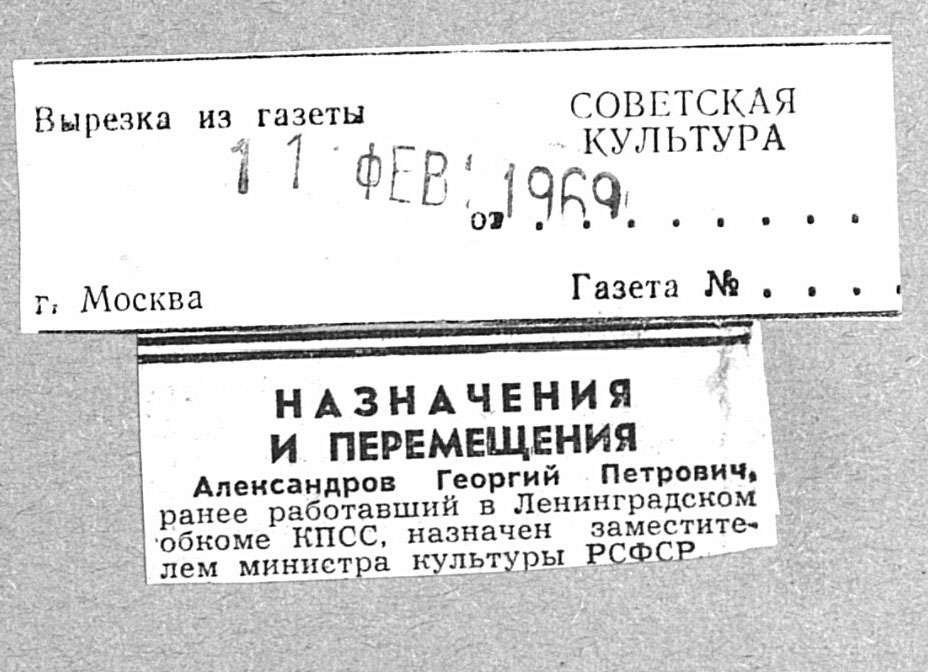 Вырезка из газеты
СОВЕТСКАЯ
КУЛЬТУРА
11 ФЕВ. 1969
от . . . . . . . .
г. Москва
Газета № . . . .
НАЗНАЧЕНИЯ
И ПЕРЕМЕЩЕНИЯ
Александров Георгий Петрович,
ранее работавший в Ленинградском
обкоме КПСС, назначен заместите-
лем министра культуры РСФСР.